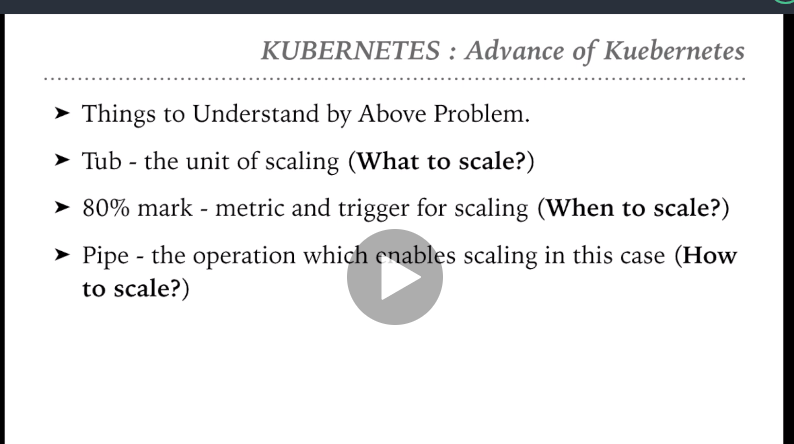 KUBERNETES : Advance of Kuebernetes
➤ Things to Understand by Above Problem.
➤ Tub - the unit of scaling (What to scale?)
➤ 80% mark - metric and trigger for scaling (When to scale?)
➤ Pipe - the operation which enables scaling in this case (How
to scale?)